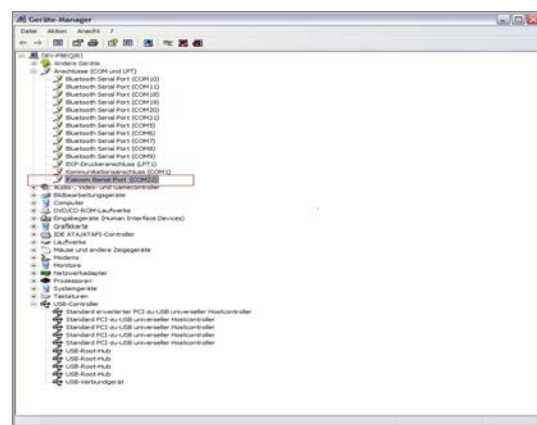 Geräte-Manager
Datei Aktion Ansicht ?
DEV-PRECJR1
Andere Geräte
Anschlüsse (COM und LPT)
Bluetooth Serial Port (COM10)
Bluetooth Serial Port (COM11)
Bluetooth Serial Port (COM18)
Bluetooth Serial Port (COM19)
Bluetooth Serial Port (COM20)
Bluetooth Serial Port (COM21)
Bluetooth Serial Port (COM5)
Bluetooth Serial Port (COM6)
Bluetooth Serial Port (COM7)
Bluetooth Serial Port (COM8)
Bluetooth Serial Port (COM9)
ECP-Druckeranschluss (LPT1)
Kommunikationsanschluss (COM1)
Falcom Serial Port (COM22)
Audio-, Video- und Gamecontroller
Bildbearbeitungsgeräte
Computer
DVD/CD-ROM-Laufwerke
Eingabegeräte (Human Interface Devices)
Grafikkarte
IDE ATA/ATAPI-Controller
Laufwerke
Mäuse und andere Zeigegeräte
Modems
Monitore
Netzwerkadapter
Prozessoren
Systemgeräte
Tastaturen
USB-Controller
Standard erweiterter PCI-zu-USB universeller Hostcontroller
Standard PCI-zu-USB universeller Hostcontroller
Standard PCI-zu-USB universeller Hostcontroller
Standard PCI-zu-USB universeller Hostcontroller
Standard PCI-zu-USB universeller Hostcontroller
USB-Root-Hub
USB-Root-Hub
USB-Root-Hub
USB-Root-Hub
USB-Verbundgerät